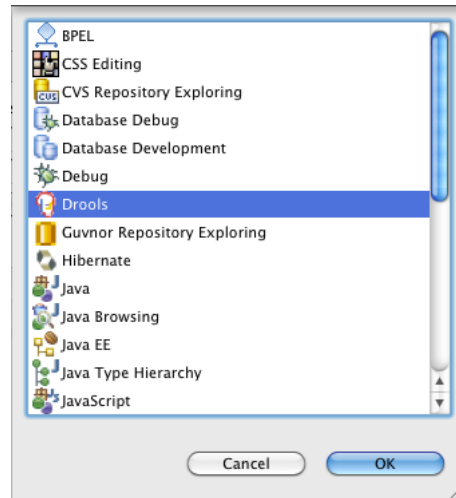 BPEL
CSS Editing
CVS Repository Exploring
Database Debug
Database Development
Debug
Drools
Guvnor Repository Exploring
Hibernate
Java
Java Browsing
Java EE
Java Type Hierarchy
JavaScript
Cancel OK